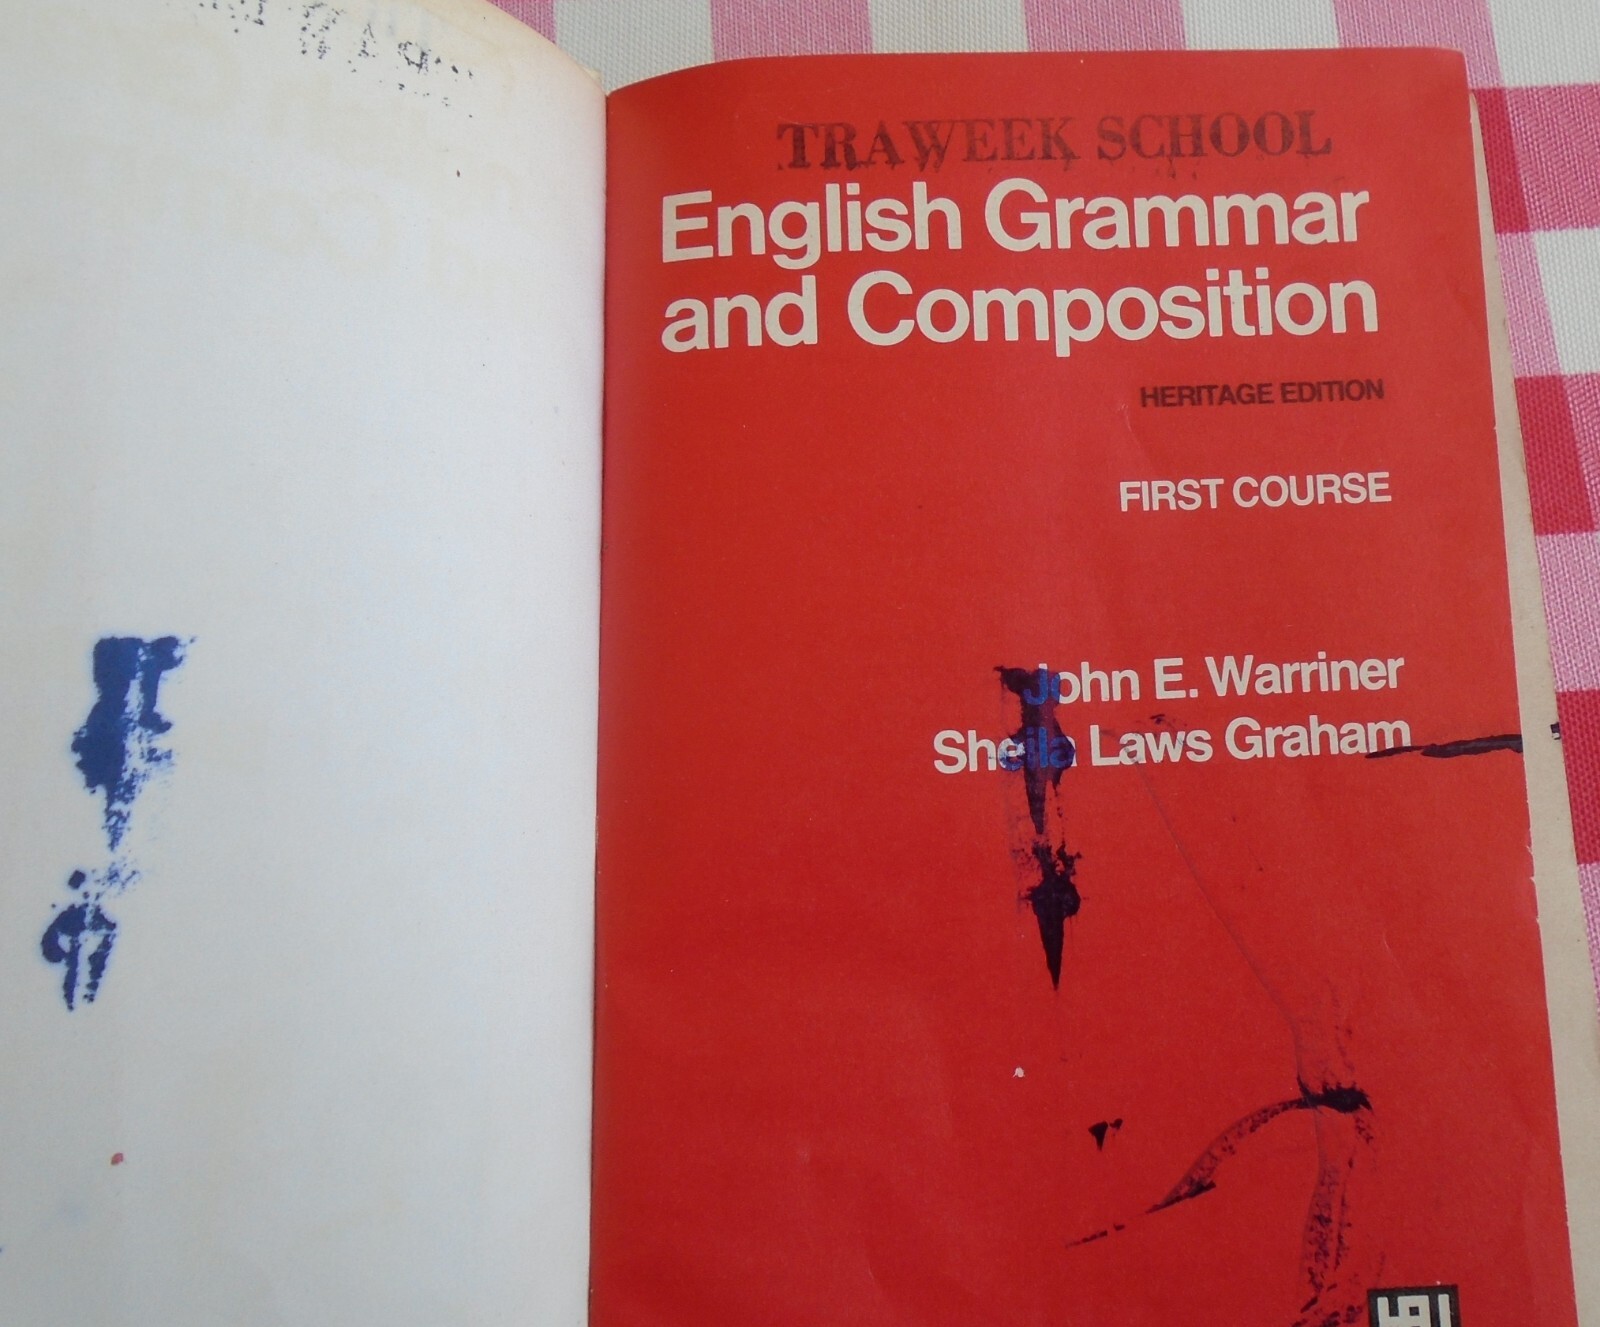 TRAWEEK SCHOOL
English Grammar
and Composition
HERITAGE EDITION
FIRST COURSE
John E. Warriner
Sheila Laws Graham